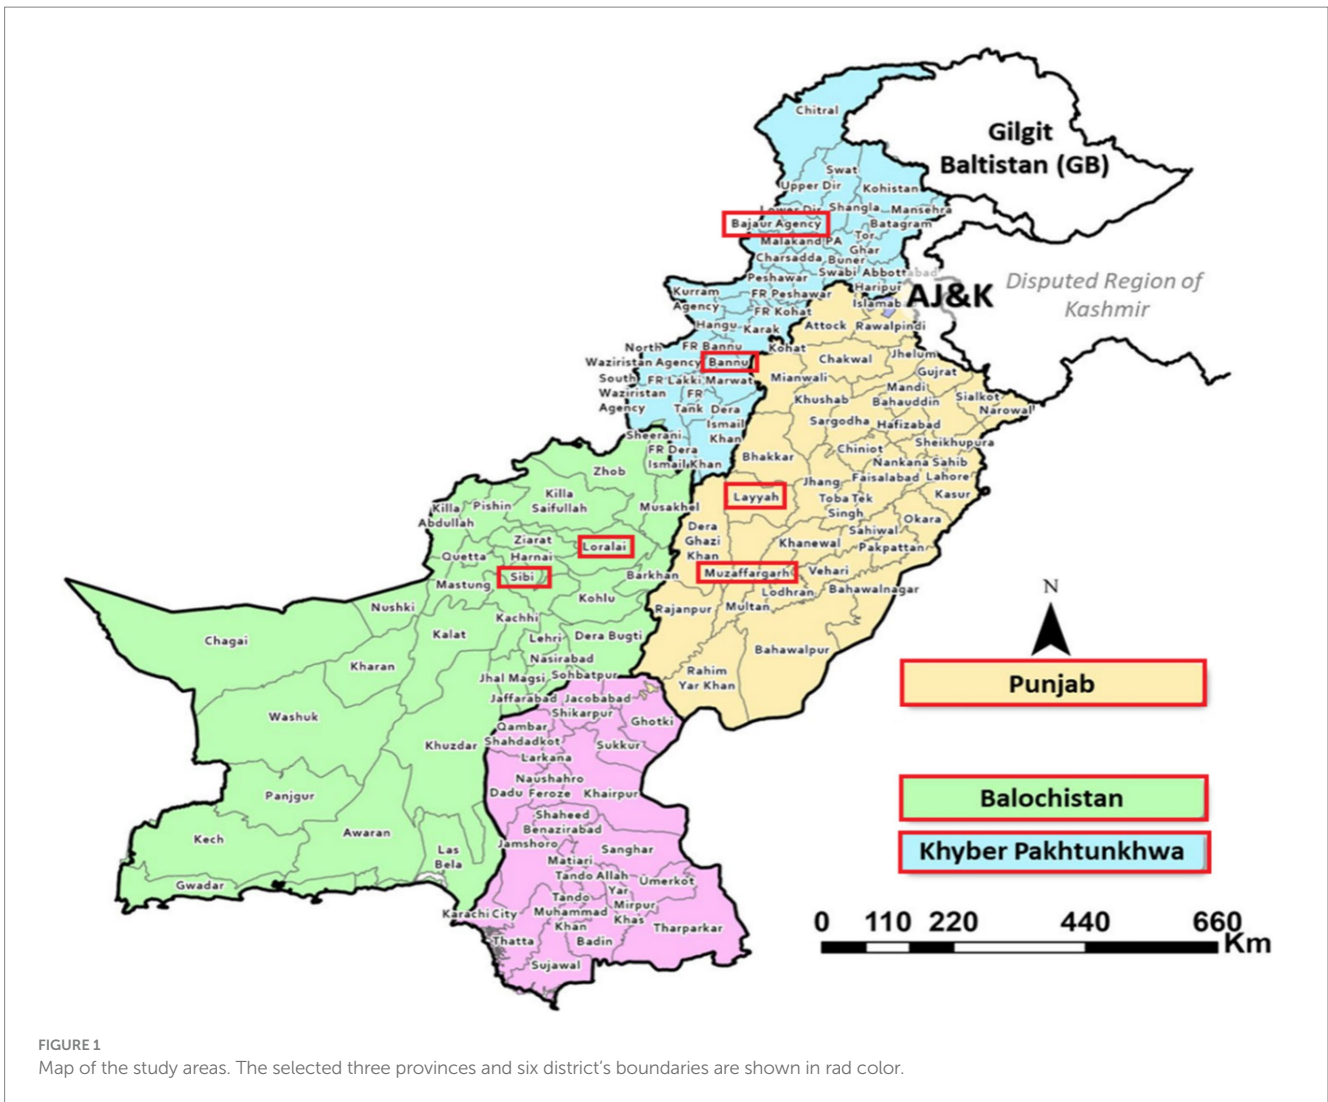 Chitral
Gilgit
Baltistan (GB)
Swat
Upper Dir
Kohistan
Lower Dir
Shangla
Mansehra
Bajaur Agency
Batagram
Tor
Ghar
Malakand PA
Charsadda
Buner
Peshawar
Swabi
Abbottabad
Haripur
Kurram
Agency
FR Peshawar
Islamab
AJ&K
Disputed Region of
Kashmir
FR Kohat
Hangu
Karak
Attock
Rawalpindi
North
Waziristan Agency
FR Bannu
Kohat
Bannu
Chakwal
Jhelum
Gujrat
South
Waziristan
Agency
FR Lakki Marwat
Mianwali
Mandi
Bahauddin
Sialkot
Narowal
FR
Tank
Dera
Ismail
Khan
Khushab
Sargodha
Hafizabad
Sheerani
FR Dera
Ismail Khan
Bhakkar
Chiniot
Sheikhupura
Nankana Sahib
Zhob
Killa
Saifullah
Musakhel
Layyah
Jhang
Faisalabad
Lahore
Toba Tek
Singh
Kasur
Killa
Abdullah
Pishin
Dera
Ghazi
Khan
Okara
Sahiwal
Ziarat
Harnai
Loralai
Khanewal
Pakpattan
Quetta
Mastung
Sibi
Barkhan
Muzaffargarh
Vehari
Lodhran
Bahawalnagar
Kohlu
Rajanpur
Multan
Nushki
Kachhi
Chagai
Kalat
Lehri
Dera Bugti
Bahawalpur
Kharan
Nasirabad
Jhal Magsi
Sohbatpur
Rahim
Yar Khan
Jaffarabad
Jacobabad
Shikarpur
Washuk
Ghotki
Qambar
Shahdadkot
Khuzdar
Sukkur
Larkana
Naushahro
Feroze
Dadu
Khairpur
Panjgur
Shaheed
Benazirabad
Kech
Awaran
Jamshoro
Sanghar
Las
Bela
Matiari
Tando Allah
Yar
Umerkot
Gwadar
Tando
Muhammad
Khan
Mirpur
Khas
Karachi City
Tharparkar
Thatta
Badin
Sujawal
N
Punjab
Balochistan
Khyber Pakhtunkhwa
0 110 220 440 660
Km
FIGURE 1
Map of the study areas. The selected three provinces and six district’s boundaries are shown in rad color.